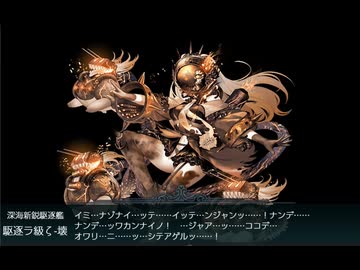 深海新鋭駆逐艦
駆逐ラ級ζ-壊
イミ…ナゾナイ…ッテ……イッテ…ンジャンッ……！ナンデ……
ナンデ…ッワカンナイノ！　…ジャア…ッ……ココデ…
オワリ…ニ……ッ…シテアゲルッ……！